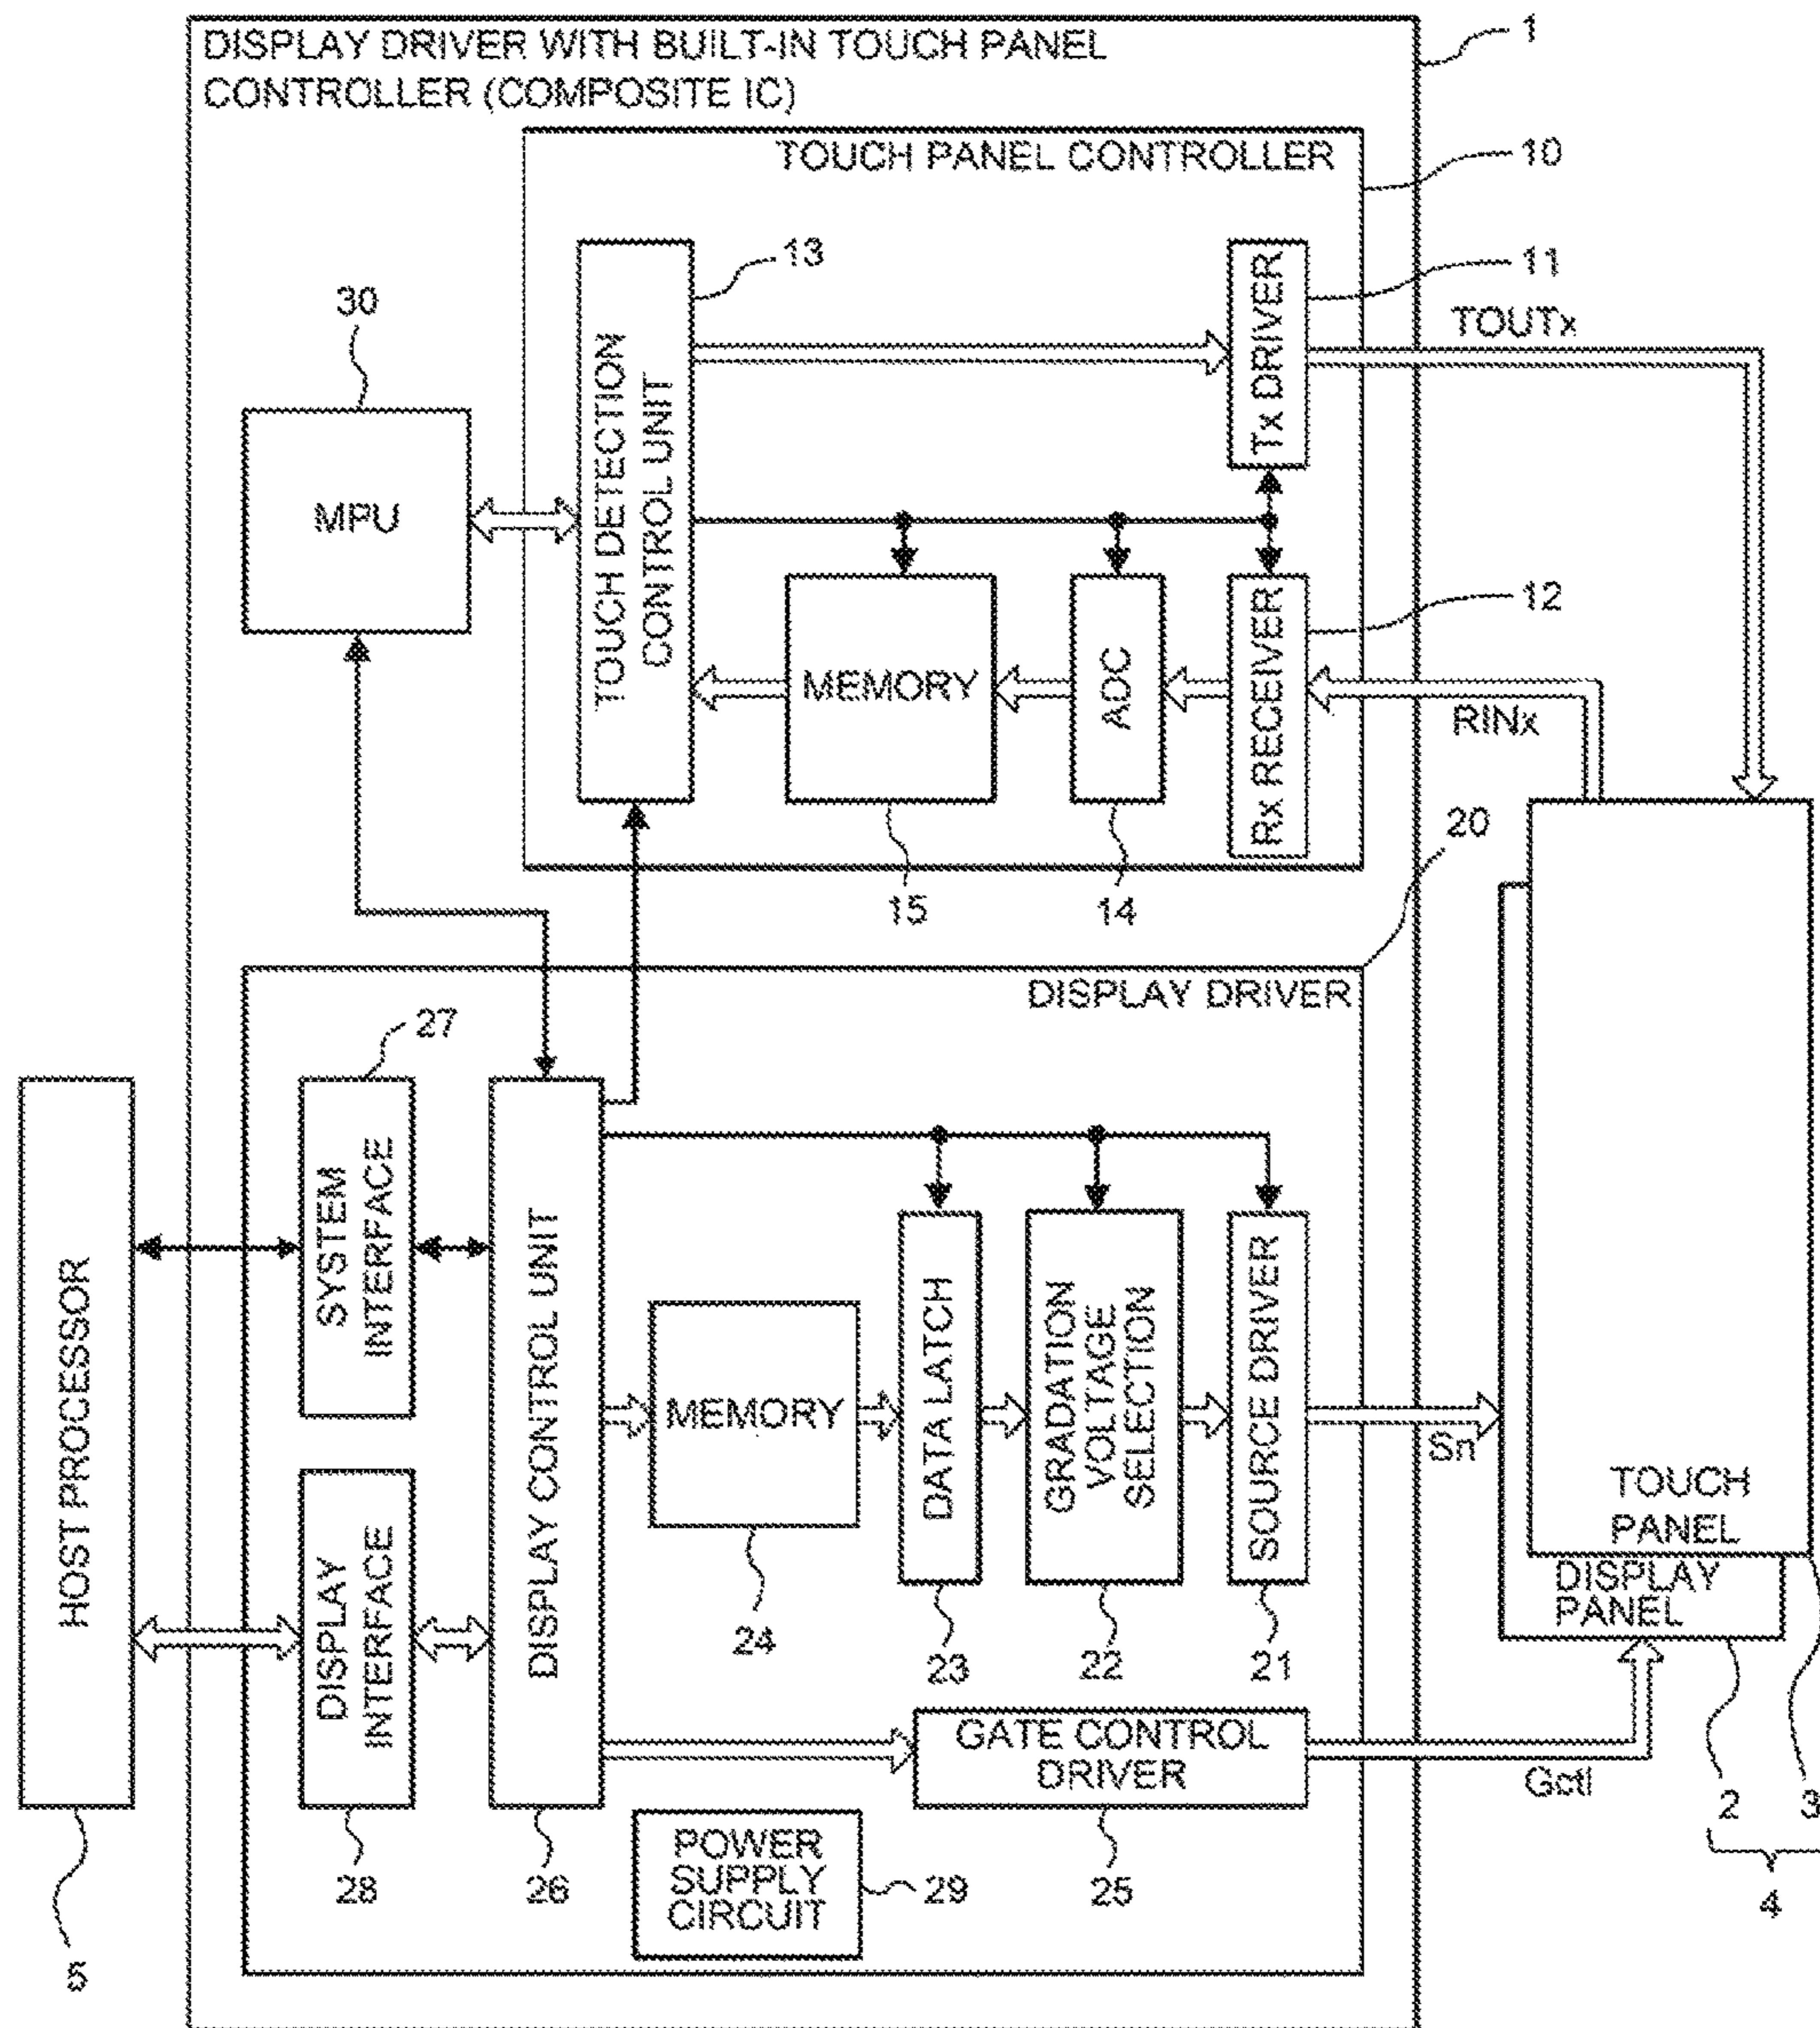 DISPLAY DRIVER WITH BUILT-IN TOUCH PANEL
CONTROLLER (COMPOSITE IC)
1
TOUCH PANEL CONTROLLER
10
13
11
30
TOUTx
Tx DRIVER
TOUCH DETECTION
CONTROL UNIT
MPU
12
MEMORY
ADC
Rx RECEIVER
RINx
20
15
14
DISPLAY DRIVER
27
HOST PROCESSOR
SYSTEM
INTERFACE
DISPLAY CONTROL UNIT
MEMORY
DATA LATCH
GRADATION
VOLTAGE
SELECTION
SOURCE DRIVER
Sn
TOUCH
PANEL
DISPLAY
PANEL
DISPLAY
INTERFACE
24
23
22
21
GATE CONTROL
DRIVER
Gctl
2
3
POWER
SUPPLY
CIRCUIT
28
26
29
25
4
5